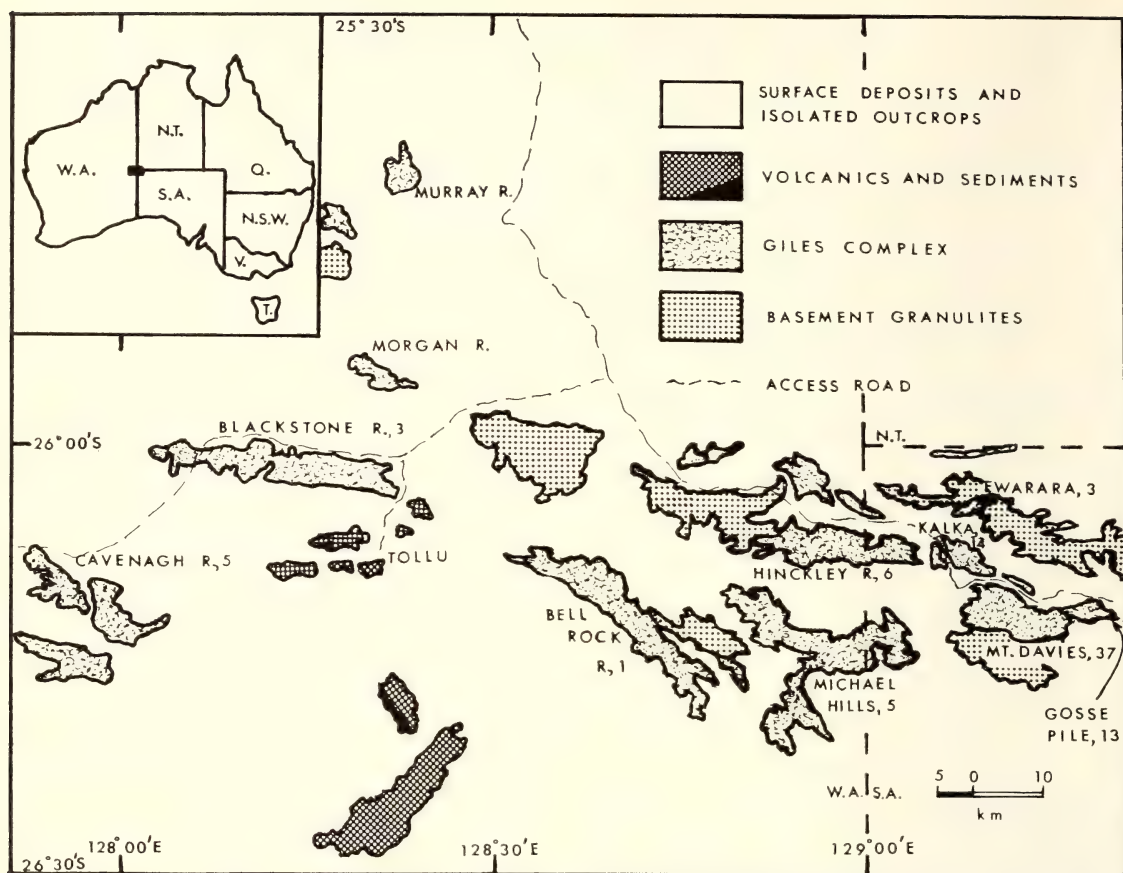 25°30'S
W.A.
N.T.
Q.
S.A.
N.S.W.
V.
T.
SURFACE DEPOSITS AND
ISOLATED OUTCROPS
VOLCANICS AND SEDIMENTS
GILES COMPLEX
BASEMENT GRANULITES
ACCESS ROAD
MURRAY R.
MORGAN R.
BLACKSTONE R., 3
26°00'S
N.T.
EWARARA, 3
KALKA,
CAVENAGH R., 5
TOLLU
HINCKLEY R., 6
BELL
ROCK
R., 1
MT. DAVIES, 37
MICHAEL
HILLS, 5
GOSSE
PILE, 13
W.A. S.A.
5 0 10
km
128°00'E
128°30'E
129°00'E
26°30'S